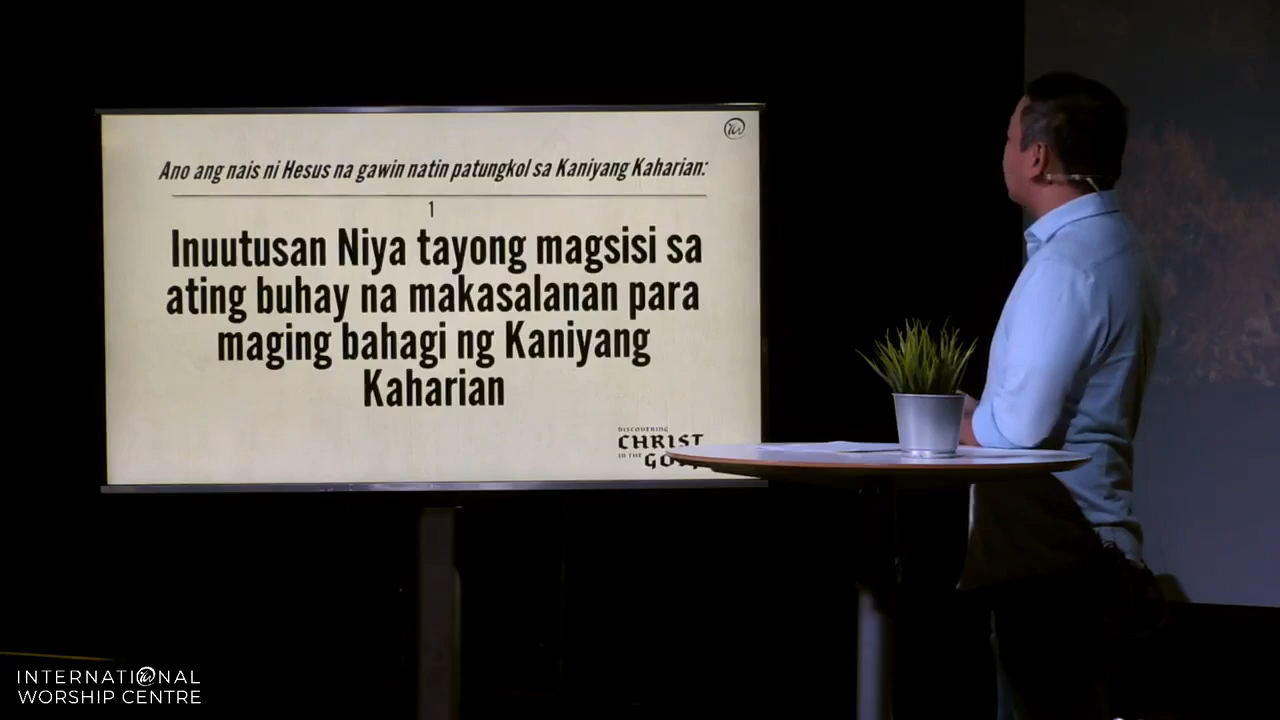 Ano ang nais ni Hesus na gawin natin patungkol sa Kaniyang Kaharian:
1
Inuutusan Niya tayong magsisi sa
ating buhay na makasalanan para
maging bahagi ng Kaniyang
Kaharian
DISCOVERING
CHRIST
IN THE
INTERNATIONAL
WORSHIP CENTRE